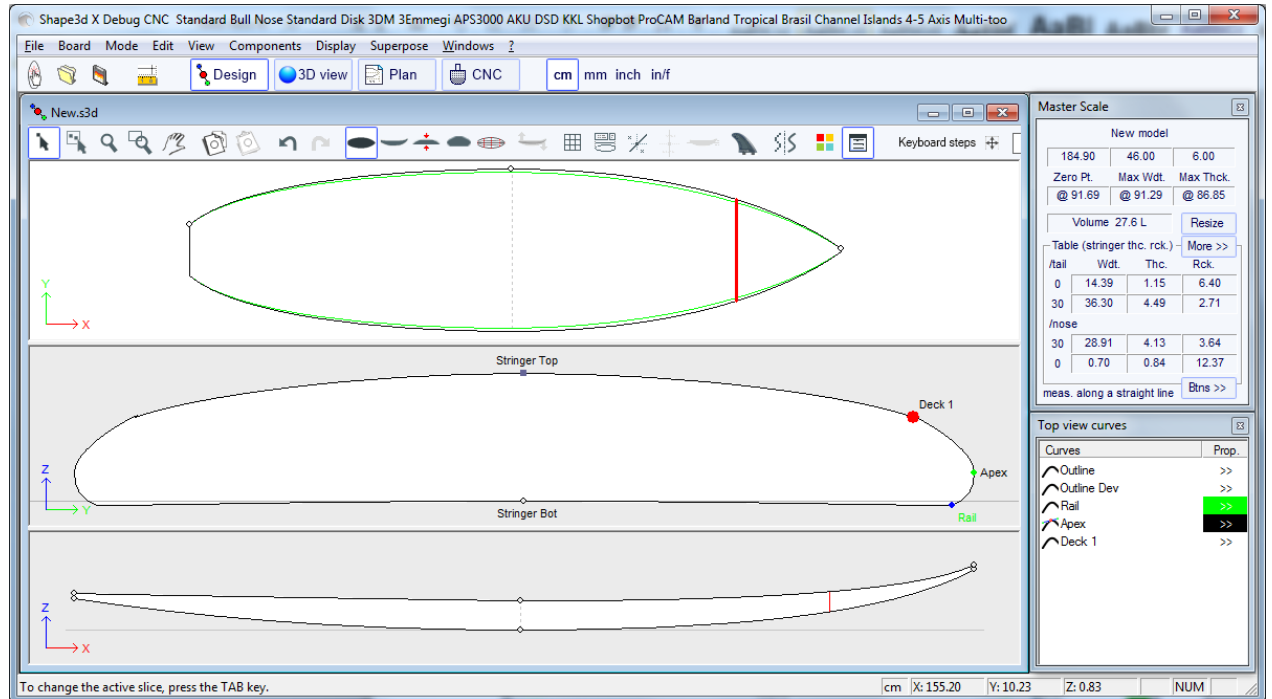 Shape3d X Debug CNC Standard Bull Nose Standard Disk 3DM 3Emmegi APS3000 AKU DSD KKL Shopbot ProCAM Barland Tropical Brasil Channel Islands 4-5 Axis Multi-too
File Board Mode Edit View Components Display Superpose Windows ?
Design 3D view Plan CNC cm mm inch in/f
New.s3d
Keyboard steps
Y
X
Stringer Top
Deck 1
Apex
Z
Y
Stringer Bot
Rail
Z
X
Master Scale
New model
184.90 46.00 6.00
Zero Pt. Max Wdt. Max Thck.
@ 91.69 @ 91.29 @ 86.85
Volume 27.6 L Resize
Table (stringer thc. rck.) More >>
/tail Wdt. Thc. Rck.
0 14.39 1.15 6.40
30 36.30 4.49 2.71
/nose
30 28.91 4.13 3.64
0 0.70 0.84 12.37
meas. along a straight line Btns >>
Top view curves
Curves Prop.
Outline >>
Outline Dev >>
Rail >>
Apex >>
Deck 1 >>
To change the active slice, press the TAB key. cm X: 155.20 Y: 10.23 Z: 0.83 NUM